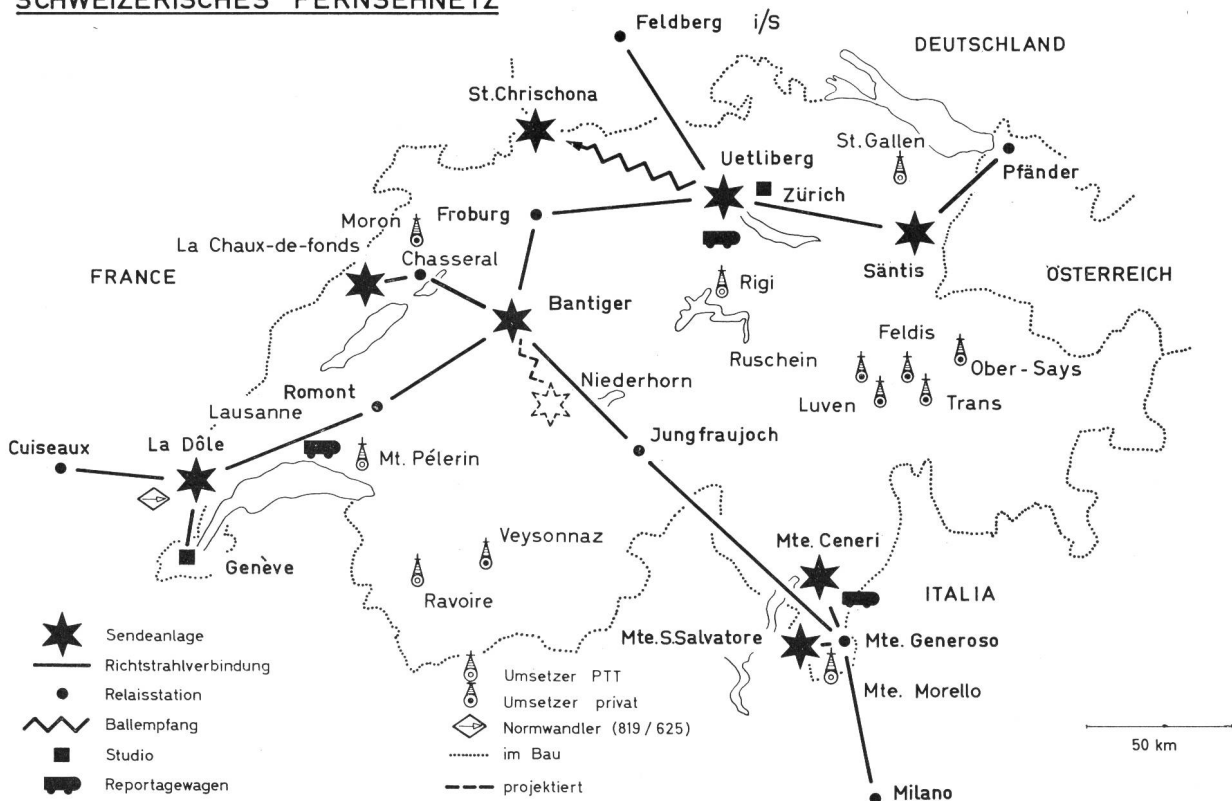 SCHWEIZERISCHES FERNSEHNETZ
Feldberg i/S
DEUTSCHLAND
St. Chrischona
St. Gallen
Uetliberg
Pfänder
Zürich
Froburg
Moron
La Chaux-de-fonds
Chasseral
FRANCE
Säntis
ÖSTERREICH
Rigi
Bantiger
Ruschein
Feldis
Ober-Says
Niederhorn
Luven
Trans
Romont
Lausanne
Jungfraujoch
Cuiseaux
La Dôle
Mt. Pélerin
Veysonnaz
Mte. Ceneri
Genève
Ravoire
ITALIA
Mte. S. Salvatore
Mte. Generoso
Mte. Morello
Milano
Sendeanlage
Richtstrahlverbindung
Relaisstation
Ballempfang
Studio
Reportagewagen
Umsetzer PTT
Umsetzer privat
Normwandler (819 / 625)
im Bau
projektiert
50 km